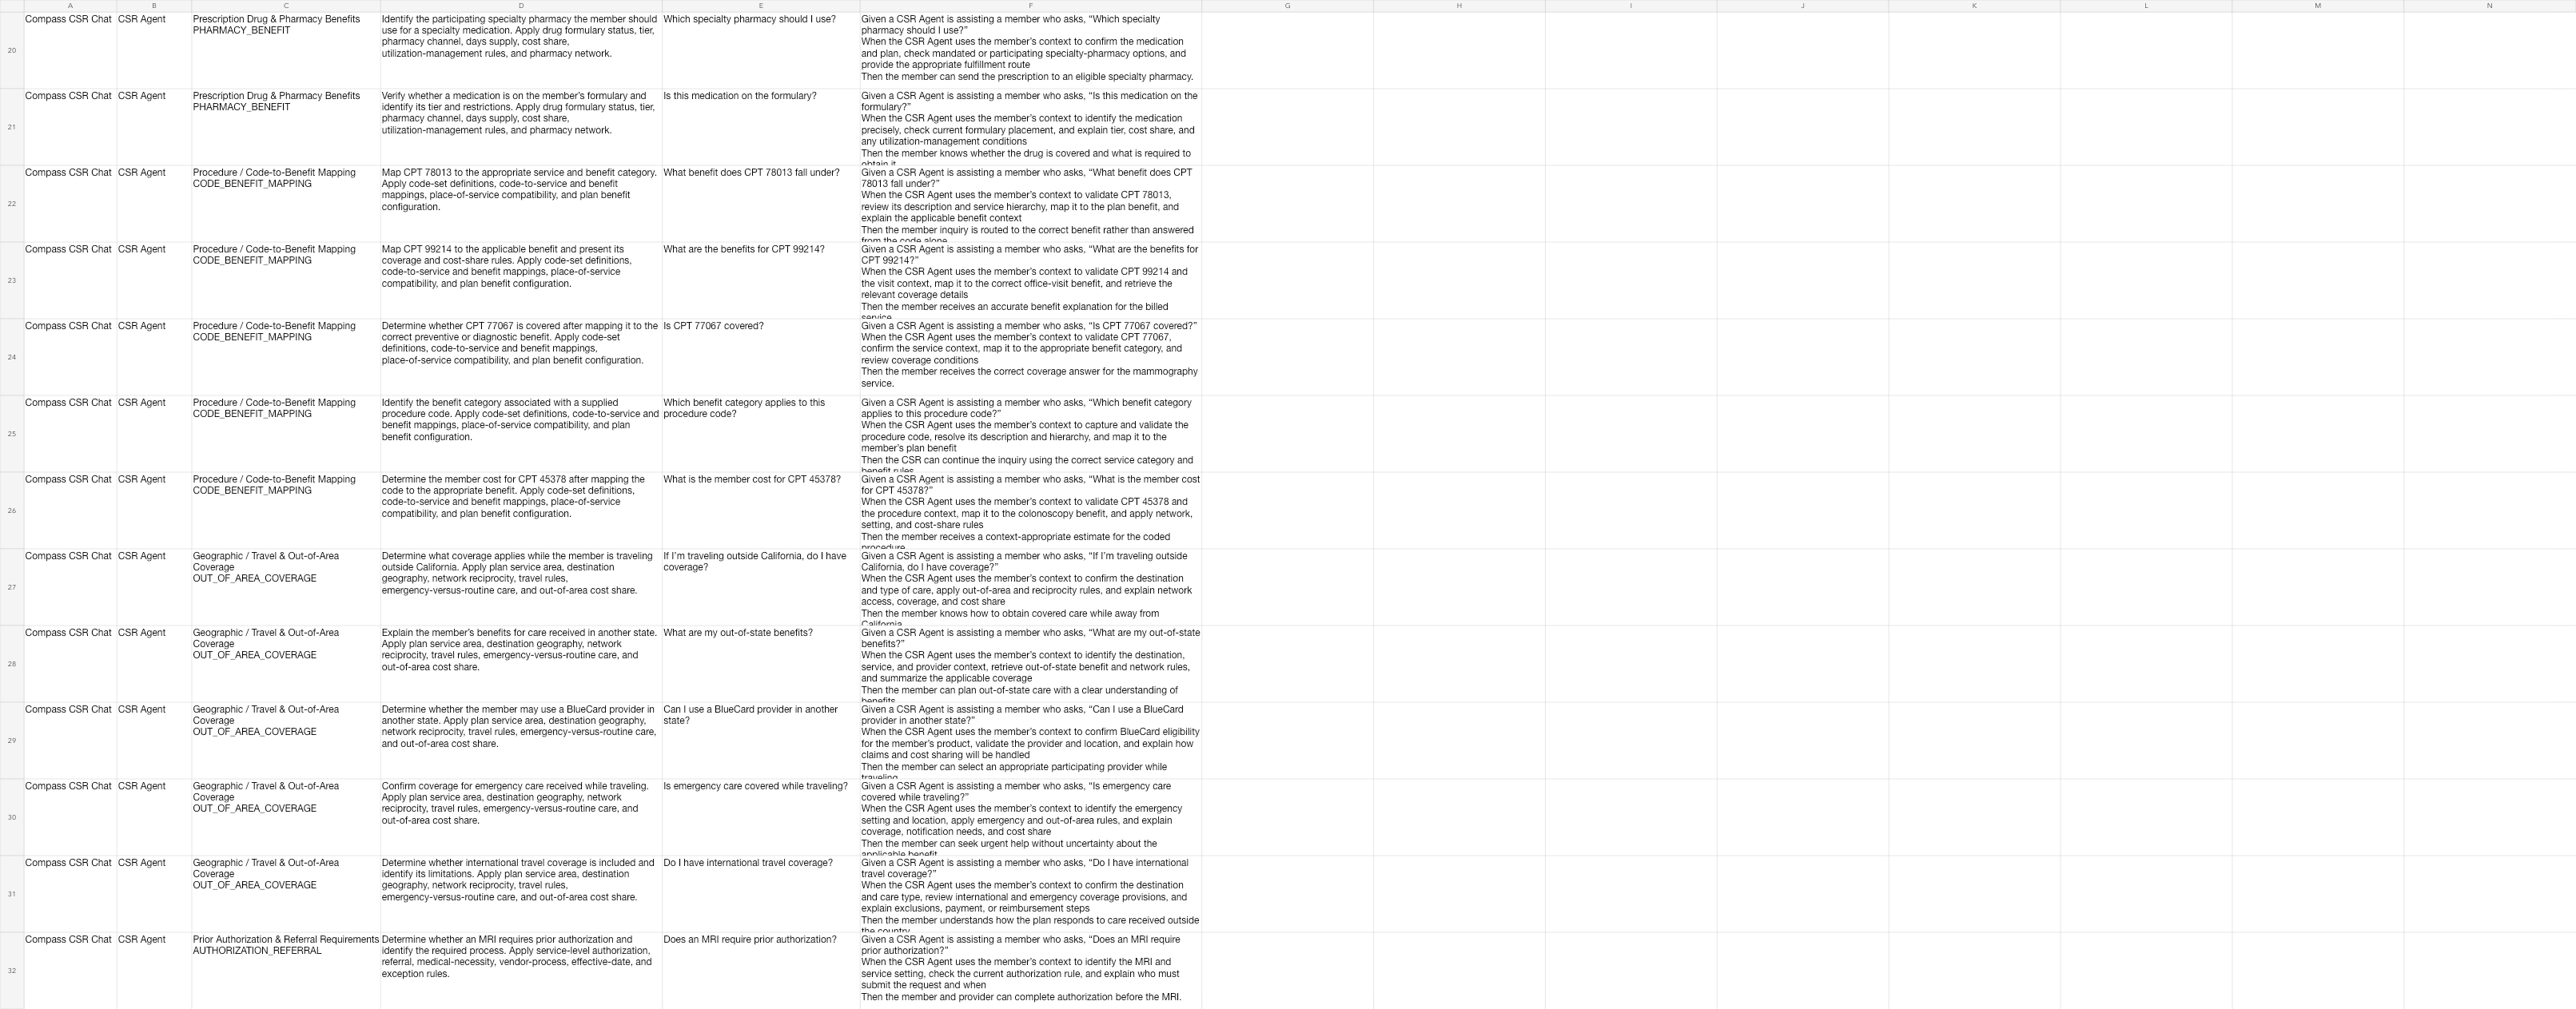 A B C D E F G H I J K L M N
20
Compass CSR Chat
CSR Agent
Prescription Drug & Pharmacy Benefits
PHARMACY_BENEFIT
Identify the participating specialty pharmacy the member should
use for a specialty medication. Apply drug formulary status, tier,
pharmacy channel, days supply, cost share,
utilization-management rules, and pharmacy network.
Which specialty pharmacy should I use?
Given a CSR Agent is assisting a member who asks, “Which specialty
pharmacy should I use?”
When the CSR Agent uses the member’s context to confirm the medication
and plan, check mandated or participating specialty-pharmacy options, and
provide the appropriate fulfillment route
Then the member can send the prescription to an eligible specialty pharmacy.
21
Compass CSR Chat
CSR Agent
Prescription Drug & Pharmacy Benefits
PHARMACY_BENEFIT
Verify whether a medication is on the member’s formulary and
identify its tier and restrictions. Apply drug formulary status, tier,
pharmacy channel, days supply, cost share,
utilization-management rules, and pharmacy network.
Is this medication on the formulary?
Given a CSR Agent is assisting a member who asks, “Is this medication on the
formulary?”
When the CSR Agent uses the member’s context to identify the medication
precisely, check current formulary placement, and explain tier, cost share, and
any utilization-management conditions
Then the member knows whether the drug is covered and what is required to
obtain it.
22
Compass CSR Chat
CSR Agent
Procedure / Code-to-Benefit Mapping
CODE_BENEFIT_MAPPING
Map CPT 78013 to the appropriate service and benefit category.
Apply code-set definitions, code-to-service and benefit
mappings, place-of-service compatibility, and plan benefit
configuration.
What benefit does CPT 78013 fall under?
Given a CSR Agent is assisting a member who asks, “What benefit does CPT
78013 fall under?”
When the CSR Agent uses the member’s context to validate CPT 78013,
review its description and service hierarchy, map it to the plan benefit, and
explain the applicable benefit context
Then the member inquiry is routed to the correct benefit rather than answered
from the code alone.
23
Compass CSR Chat
CSR Agent
Procedure / Code-to-Benefit Mapping
CODE_BENEFIT_MAPPING
Map CPT 99214 to the applicable benefit and present its
coverage and cost-share rules. Apply code-set definitions,
code-to-service and benefit mappings, place-of-service
compatibility, and plan benefit configuration.
What are the benefits for CPT 99214?
Given a CSR Agent is assisting a member who asks, “What are the benefits for
CPT 99214?”
When the CSR Agent uses the member’s context to validate CPT 99214 and
the visit context, map it to the correct office-visit benefit, and retrieve the
relevant coverage details
Then the member receives an accurate benefit explanation for the billed
service.
24
Compass CSR Chat
CSR Agent
Procedure / Code-to-Benefit Mapping
CODE_BENEFIT_MAPPING
Determine whether CPT 77067 is covered after mapping it to the
correct preventive or diagnostic benefit. Apply code-set
definitions, code-to-service and benefit mappings,
place-of-service compatibility, and plan benefit configuration.
Is CPT 77067 covered?
Given a CSR Agent is assisting a member who asks, “Is CPT 77067 covered?”
When the CSR Agent uses the member’s context to validate CPT 77067,
confirm the service context, map it to the appropriate benefit category, and
review coverage conditions
Then the member receives the correct coverage answer for the mammography
service.
25
Compass CSR Chat
CSR Agent
Procedure / Code-to-Benefit Mapping
CODE_BENEFIT_MAPPING
Identify the benefit category associated with a supplied
procedure code. Apply code-set definitions, code-to-service and
benefit mappings, place-of-service compatibility, and plan
benefit configuration.
Which benefit category applies to this
procedure code?
Given a CSR Agent is assisting a member who asks, “Which benefit category
applies to this procedure code?”
When the CSR Agent uses the member’s context to capture and validate the
procedure code, resolve its description and hierarchy, and map it to the
member’s plan benefit
Then the CSR can continue the inquiry using the correct service category and
benefit rules.
26
Compass CSR Chat
CSR Agent
Procedure / Code-to-Benefit Mapping
CODE_BENEFIT_MAPPING
Determine the member cost for CPT 45378 after mapping the
code to the appropriate benefit. Apply code-set definitions,
code-to-service and benefit mappings, place-of-service
compatibility, and plan benefit configuration.
What is the member cost for CPT 45378?
Given a CSR Agent is assisting a member who asks, “What is the member cost
for CPT 45378?”
When the CSR Agent uses the member’s context to validate CPT 45378 and
the procedure context, map it to the colonoscopy benefit, and apply network,
setting, and cost-share rules
Then the member receives a context-appropriate estimate for the coded
procedure.
27
Compass CSR Chat
CSR Agent
Geographic / Travel & Out-of-Area
Coverage
OUT_OF_AREA_COVERAGE
Determine what coverage applies while the member is traveling
outside California. Apply plan service area, destination
geography, network reciprocity, travel rules,
emergency-versus-routine care, and out-of-area cost share.
If I’m traveling outside California, do I have
coverage?
Given a CSR Agent is assisting a member who asks, “If I’m traveling outside
California, do I have coverage?”
When the CSR Agent uses the member’s context to confirm the destination
and type of care, apply out-of-area and reciprocity rules, and explain network
access, coverage, and cost share
Then the member knows how to obtain covered care while away from
California.
28
Compass CSR Chat
CSR Agent
Geographic / Travel & Out-of-Area
Coverage
OUT_OF_AREA_COVERAGE
Explain the member’s benefits for care received in another state.
Apply plan service area, destination geography, network
reciprocity, travel rules, emergency-versus-routine care, and
out-of-area cost share.
What are my out-of-state benefits?
Given a CSR Agent is assisting a member who asks, “What are my out-of-state
benefits?”
When the CSR Agent uses the member’s context to identify the destination,
service, and provider context, retrieve out-of-state benefit and network rules,
and summarize the applicable coverage
Then the member can plan out-of-state care with a clear understanding of
benefits.
29
Compass CSR Chat
CSR Agent
Geographic / Travel & Out-of-Area
Coverage
OUT_OF_AREA_COVERAGE
Determine whether the member may use a BlueCard provider in
another state. Apply plan service area, destination geography,
network reciprocity, travel rules, emergency-versus-routine care,
and out-of-area cost share.
Can I use a BlueCard provider in another
state?
Given a CSR Agent is assisting a member who asks, “Can I use a BlueCard
provider in another state?”
When the CSR Agent uses the member’s context to confirm BlueCard eligibility
for the member’s product, validate the provider and location, and explain how
claims and cost sharing will be handled
Then the member can select an appropriate participating provider while
traveling.
30
Compass CSR Chat
CSR Agent
Geographic / Travel & Out-of-Area
Coverage
OUT_OF_AREA_COVERAGE
Confirm coverage for emergency care received while traveling.
Apply plan service area, destination geography, network
reciprocity, travel rules, emergency-versus-routine care, and
out-of-area cost share.
Is emergency care covered while traveling?
Given a CSR Agent is assisting a member who asks, “Is emergency care
covered while traveling?”
When the CSR Agent uses the member’s context to identify the emergency
setting and location, apply emergency and out-of-area rules, and explain
coverage, notification needs, and cost share
Then the member can seek urgent help without uncertainty about the
applicable benefit.
31
Compass CSR Chat
CSR Agent
Geographic / Travel & Out-of-Area
Coverage
OUT_OF_AREA_COVERAGE
Determine whether international travel coverage is included and
identify its limitations. Apply plan service area, destination
geography, network reciprocity, travel rules,
emergency-versus-routine care, and out-of-area cost share.
Do I have international travel coverage?
Given a CSR Agent is assisting a member who asks, “Do I have international
travel coverage?”
When the CSR Agent uses the member’s context to confirm the destination
and care type, review international and emergency coverage provisions, and
explain exclusions, payment, or reimbursement steps
Then the member understands how the plan responds to care received outside
the country.
32
Compass CSR Chat
CSR Agent
Prior Authorization & Referral Requirements
AUTHORIZATION_REFERRAL
Determine whether an MRI requires prior authorization and
identify the required process. Apply service-level authorization,
referral, medical-necessity, vendor-process, effective-date, and
exception rules.
Does an MRI require prior authorization?
Given a CSR Agent is assisting a member who asks, “Does an MRI require
prior authorization?”
When the CSR Agent uses the member’s context to identify the MRI and
service setting, check the current authorization rule, and explain who must
submit the request and when
Then the member and provider can complete authorization before the MRI.